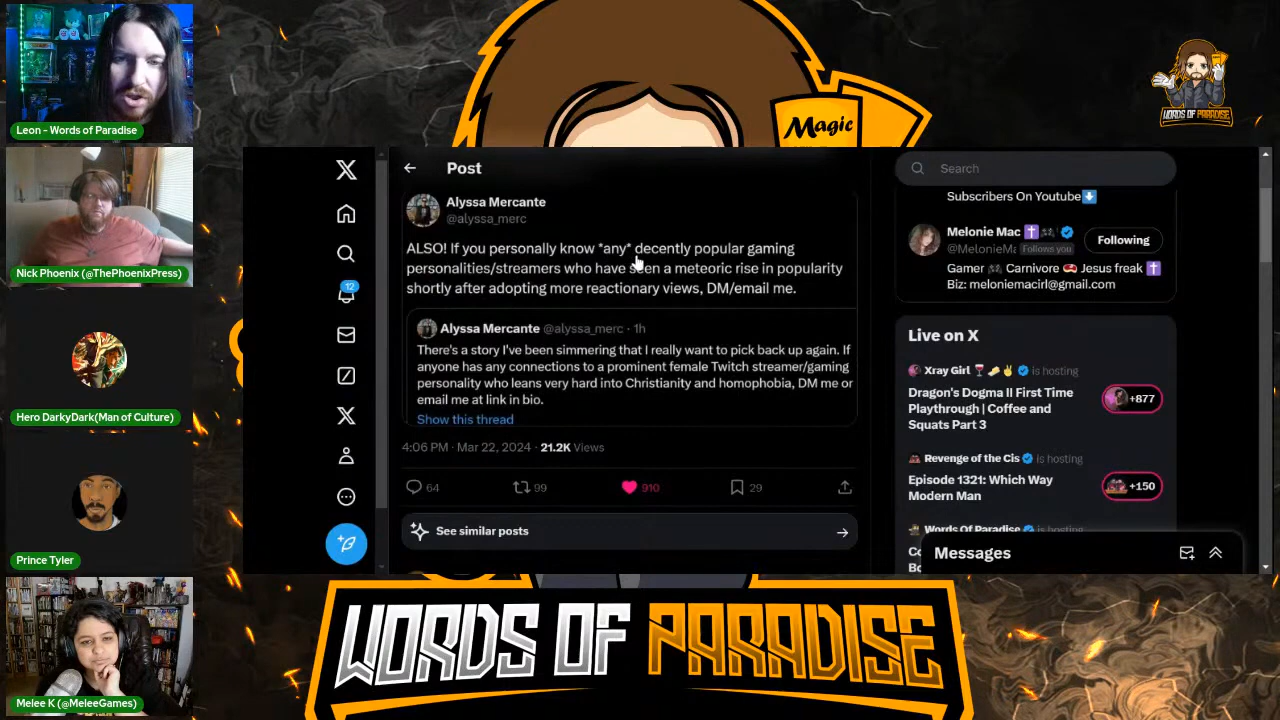 Leon - Words of Paradise
Nick Phoenix (@ThePhoenixPress)
Hero DarkyDark(Man of Culture)
Prince Tyler
Melee K (@MeleeGames)
Magic
WORDS OF PARADISE
12
Post
Alyssa Mercante
@alyssa_merc
ALSO! If you personally know *any* decently popular gaming
personalities/streamers who have seen a meteoric rise in popularity
shortly after adopting more reactionary views, DM/email me.
Alyssa Mercante @alyssa_merc · 1h
There's a story I've been simmering that I really want to pick back up again. If
anyone has any connections to a prominent female Twitch streamer/gaming
personality who leans very hard into Christianity and homophobia, DM me or
email me at link in bio.
Show this thread
4:06 PM · Mar 22, 2024 · 21.2K Views
64 99 910 29
See similar posts
Search
Subscribers On Youtube
Melonie Mac
@MelonieMa Follows you
Following
Gamer Carnivore Jesus freak
Biz: meloniemacirl@gmail.com
Live on X
Xray Girl is hosting
Dragon's Dogma II First Time
Playthrough | Coffee and
Squats Part 3
+877
Revenge of the Cis is hosting
Episode 1321: Which Way
Modern Man
+150
Words Of Paradise is hosting
Messages
WORDS OF PARADISE